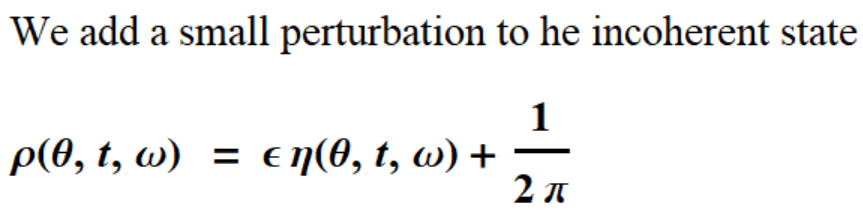 We add a small perturbation to he incoherent state
ρ(θ, t, ω) = ϵ η(θ, t, ω) + 1/(2 π)